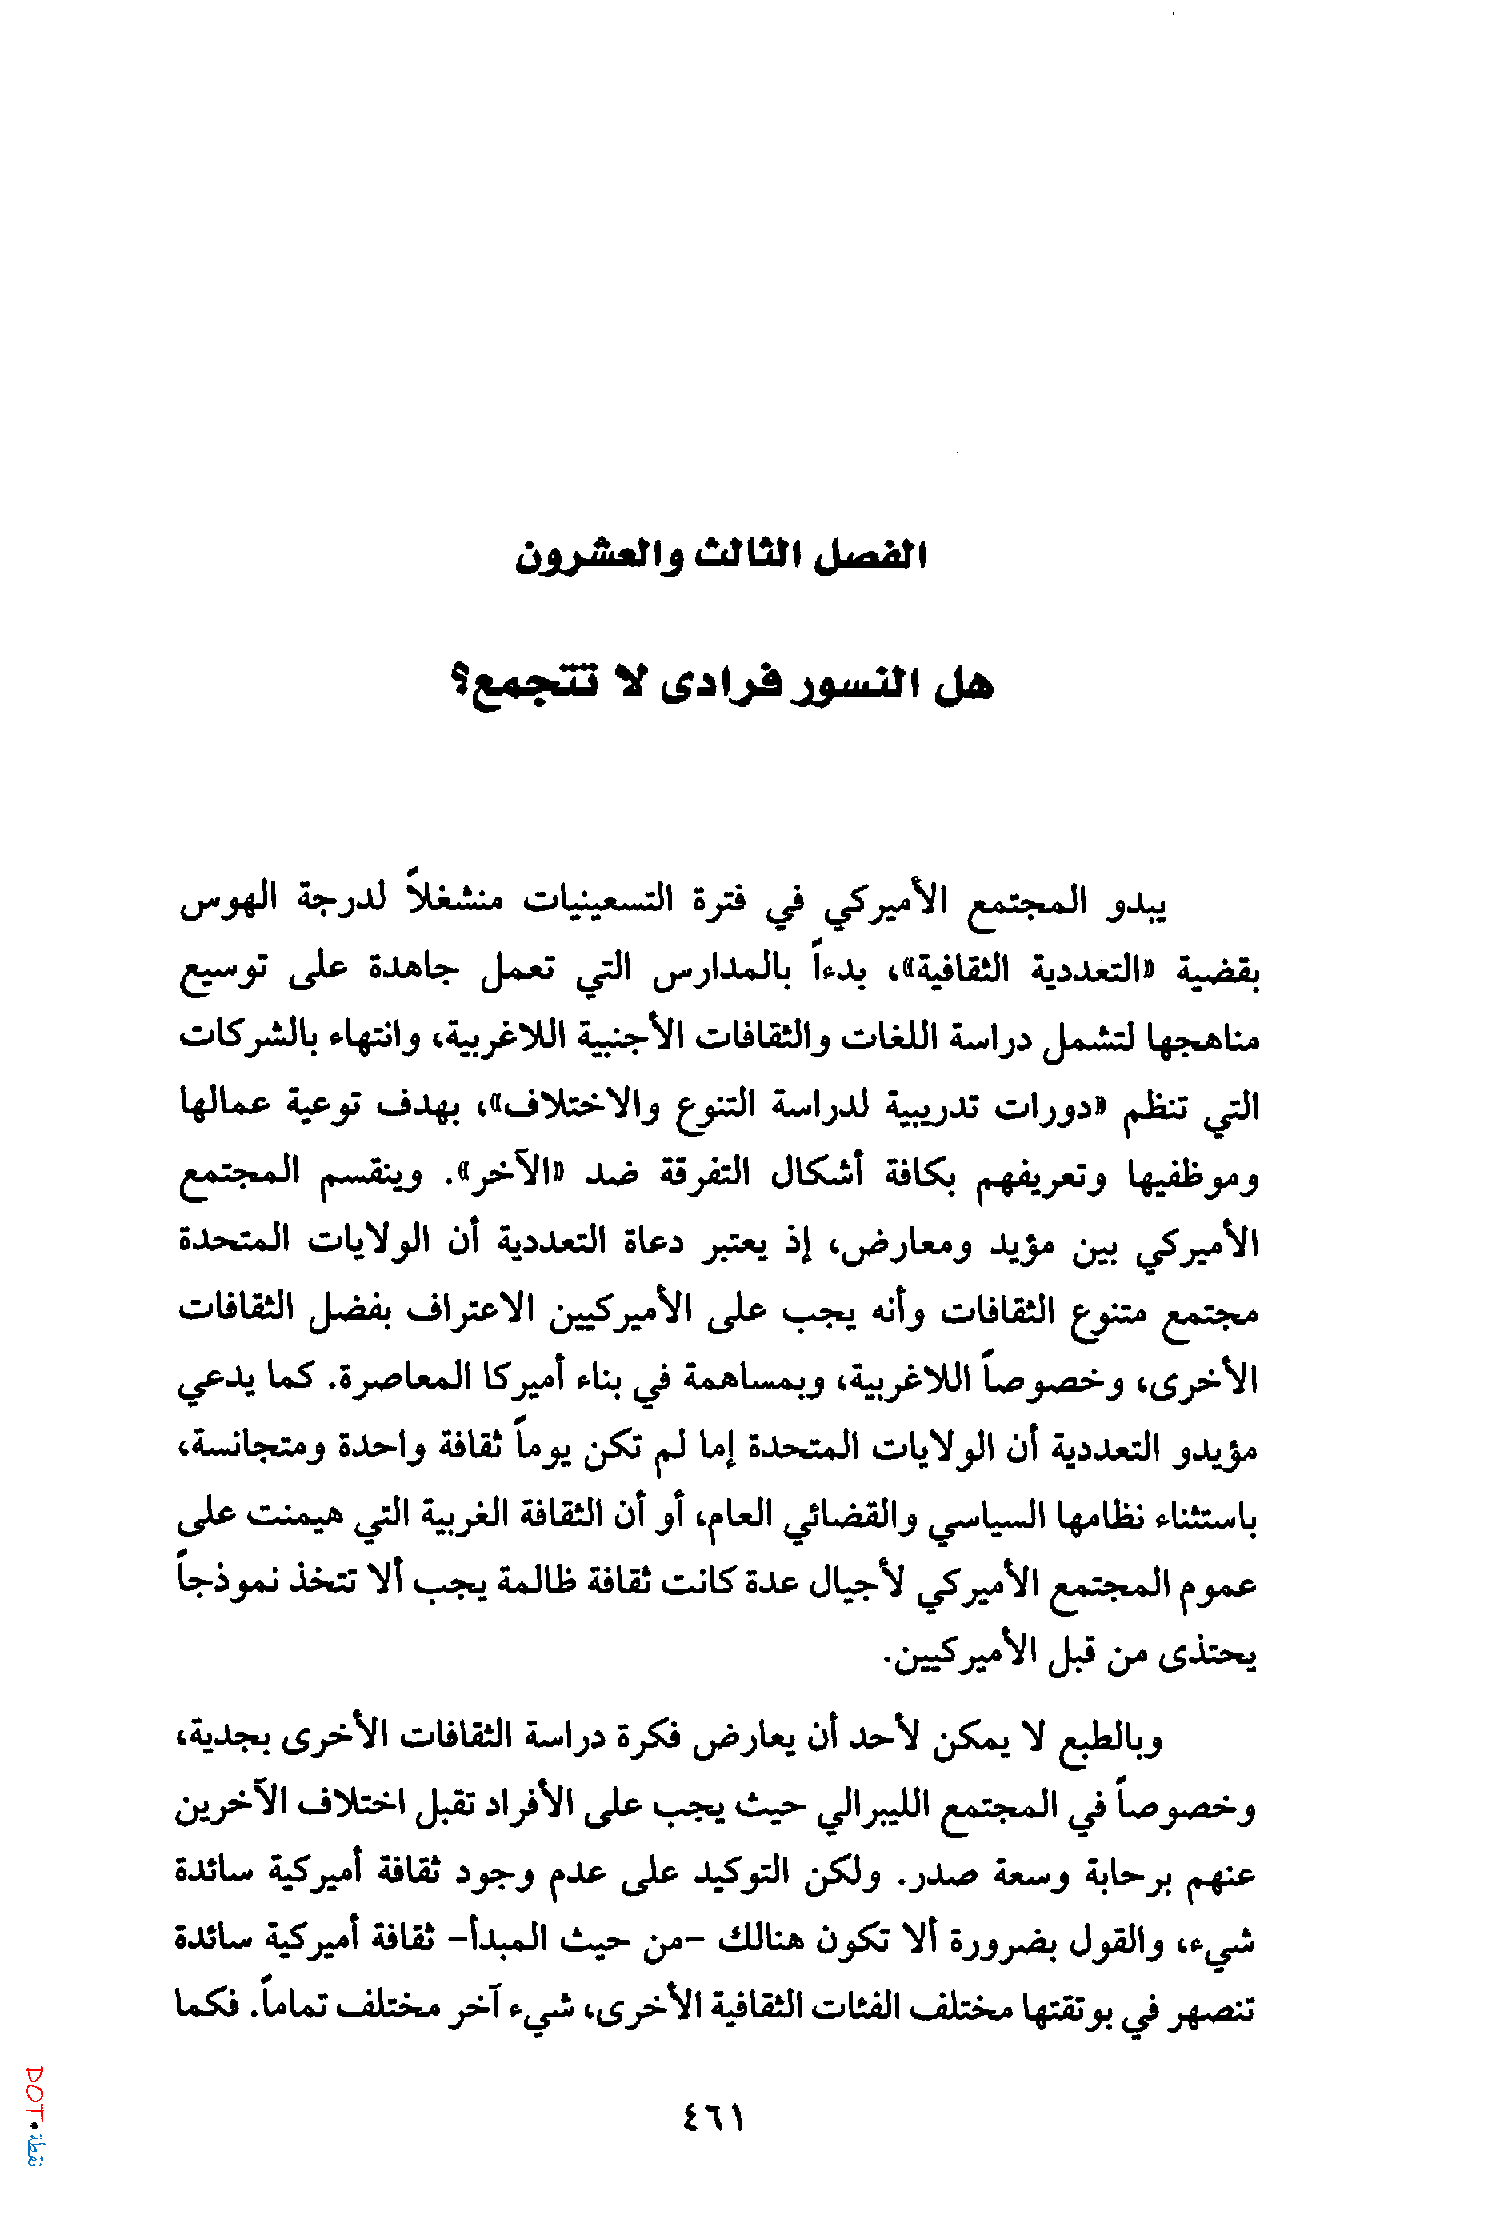 الفصل الثالث والعشرون
هل النسور فرادى لا تتجمع؟
يبدو المجتمع الأميركي في فترة التسعينيات منشغلاً لدرجة الهوس
بقضية «التعددية الثقافية»، بدءاً بالمدارس التي تعمل جاهدة على توسيع
مناهجها لتشمل دراسة اللغات والثقافات الأجنبية اللاغربية، وانتهاء بالشركات
التي تنظم «دورات تدريبية لدراسة التنوع والاختلاف»، بهدف توعية عمالها
وموظفيها وتعريفهم بكافة أشكال التفرقة ضد «الآخر». وينقسم المجتمع
الأميركي بين مؤيد ومعارض، إذ يعتبر دعاة التعددية أن الولايات المتحدة
مجتمع متنوع الثقافات وأنه يجب على الأميركيين الاعتراف بفضل الثقافات
الأخرى، وخصوصاً اللاغربية، وبمساهمة في بناء أميركا المعاصرة. كما يدعي
مؤيدو التعددية أن الولايات المتحدة إما لم تكن يوماً ثقافة واحدة ومتجانسة،
باستثناء نظامها السياسي والقضائي العام، أو أن الثقافة الغربية التي هيمنت على
عموم المجتمع الأميركي لأجيال عدة كانت ثقافة ظالمة يجب ألا تتخذ نموذجاً
يحتذى من قبل الأميركيين.
وبالطبع لا يمكن لأحد أن يعارض فكرة دراسة الثقافات الأخرى بجدية،
وخصوصاً في المجتمع الليبرالي حيث يجب على الأفراد تقبل اختلاف الآخرين
عنهم برحابة وسعة صدر. ولكن التوكيد على عدم وجود ثقافة أميركية سائدة
شيء، والقول بضرورة ألا تكون هنالك -من حيث المبدأ- ثقافة أميركية سائدة
تنصهر في بوتقتها مختلف الفئات الثقافية الأخرى، شيء آخر مختلف تماماً. فكما
٤٦١
DOT•نقطة